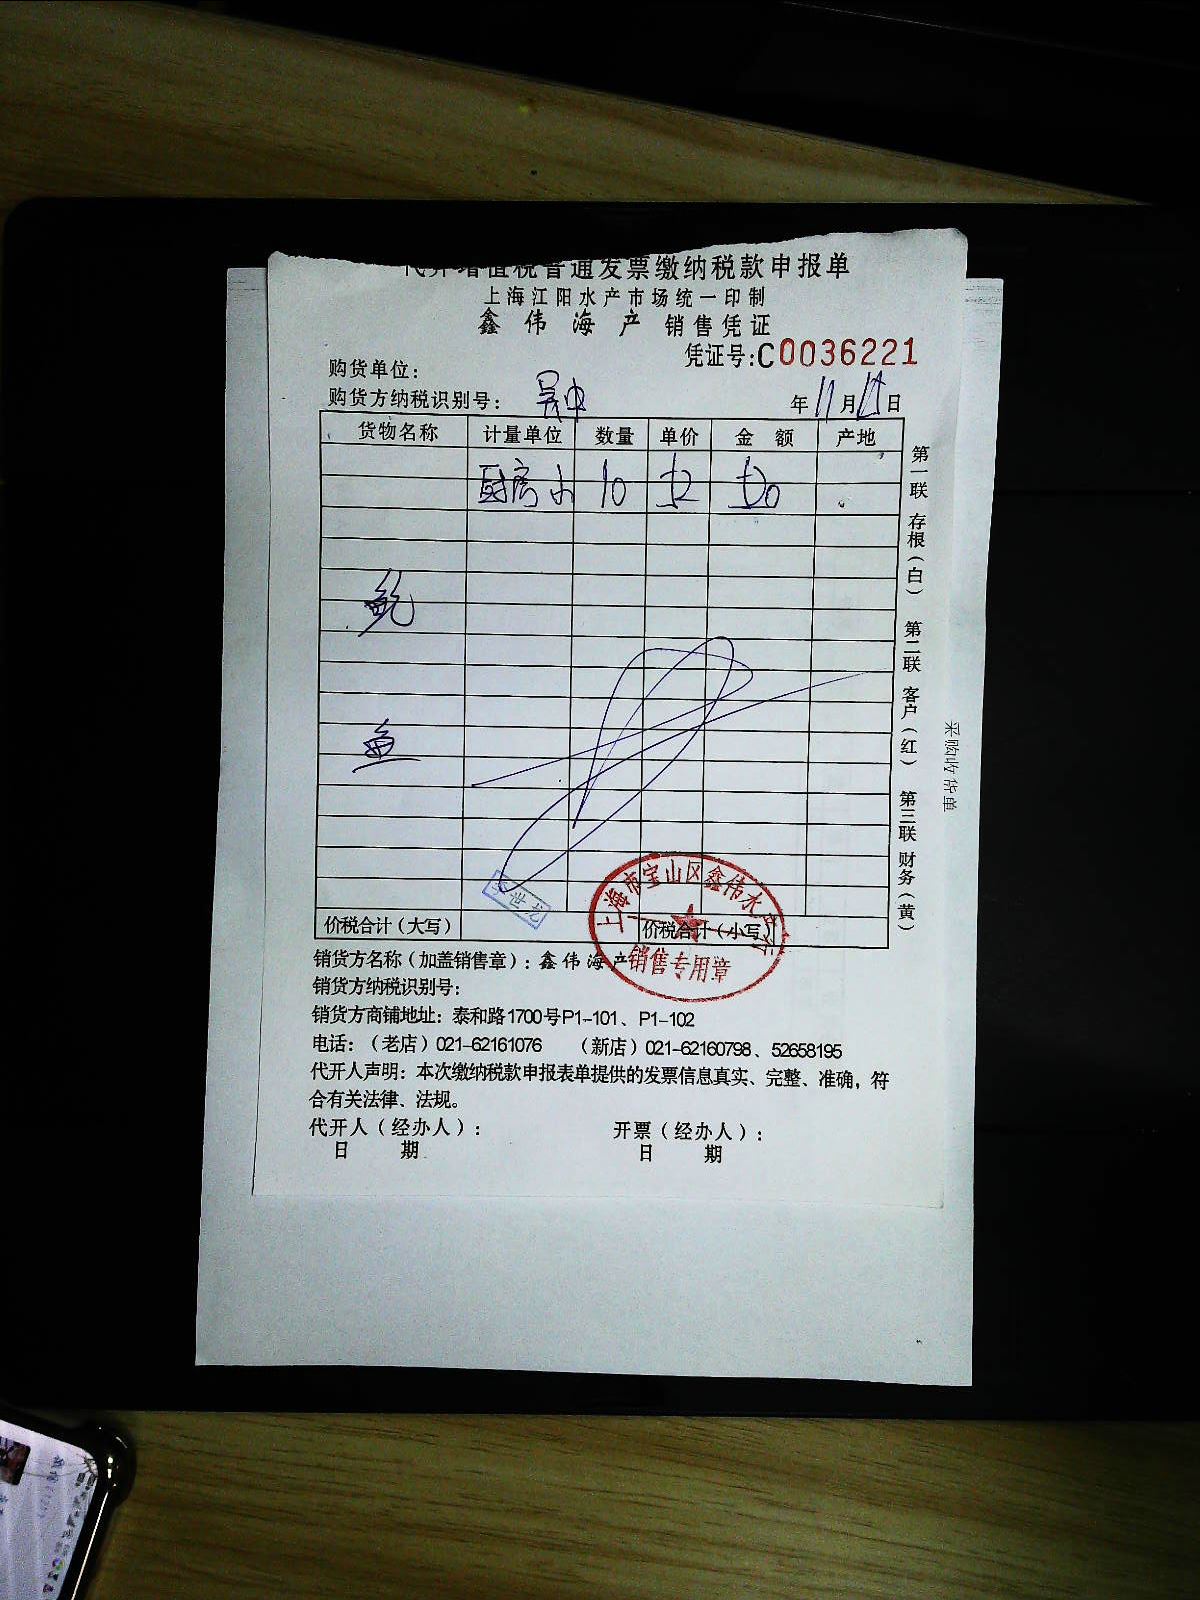 代开增值税普通发票缴纳税款申报单
上海江阳水产市场统一印制
鑫伟海产 销售凭证
凭证号:C0036221
购货单位:
购货方纳税识别号:
年11月 日
货物名称 计量单位 数量 单价 金额 产地
厨房 10
鱼
价税合计(大写) 价税合计(小写)
上海市宝山区鑫伟水产行
销售专用章
销货方名称(加盖销售章):鑫伟海产
销货方纳税识别号:
销货方商铺地址:泰和路1700号P1-101、P1-102
电话:(老店)021-62161076 (新店)021-62160798、52658195
代开人声明:本次缴纳税款申报表单提供的发票信息真实、完整、准确,符
合有关法律、法规。
代开人(经办人): 开票(经办人):
日 期 日 期
第一联 存根(白) 第二联 客户(红) 第三联 财务(黄)
采购收货单